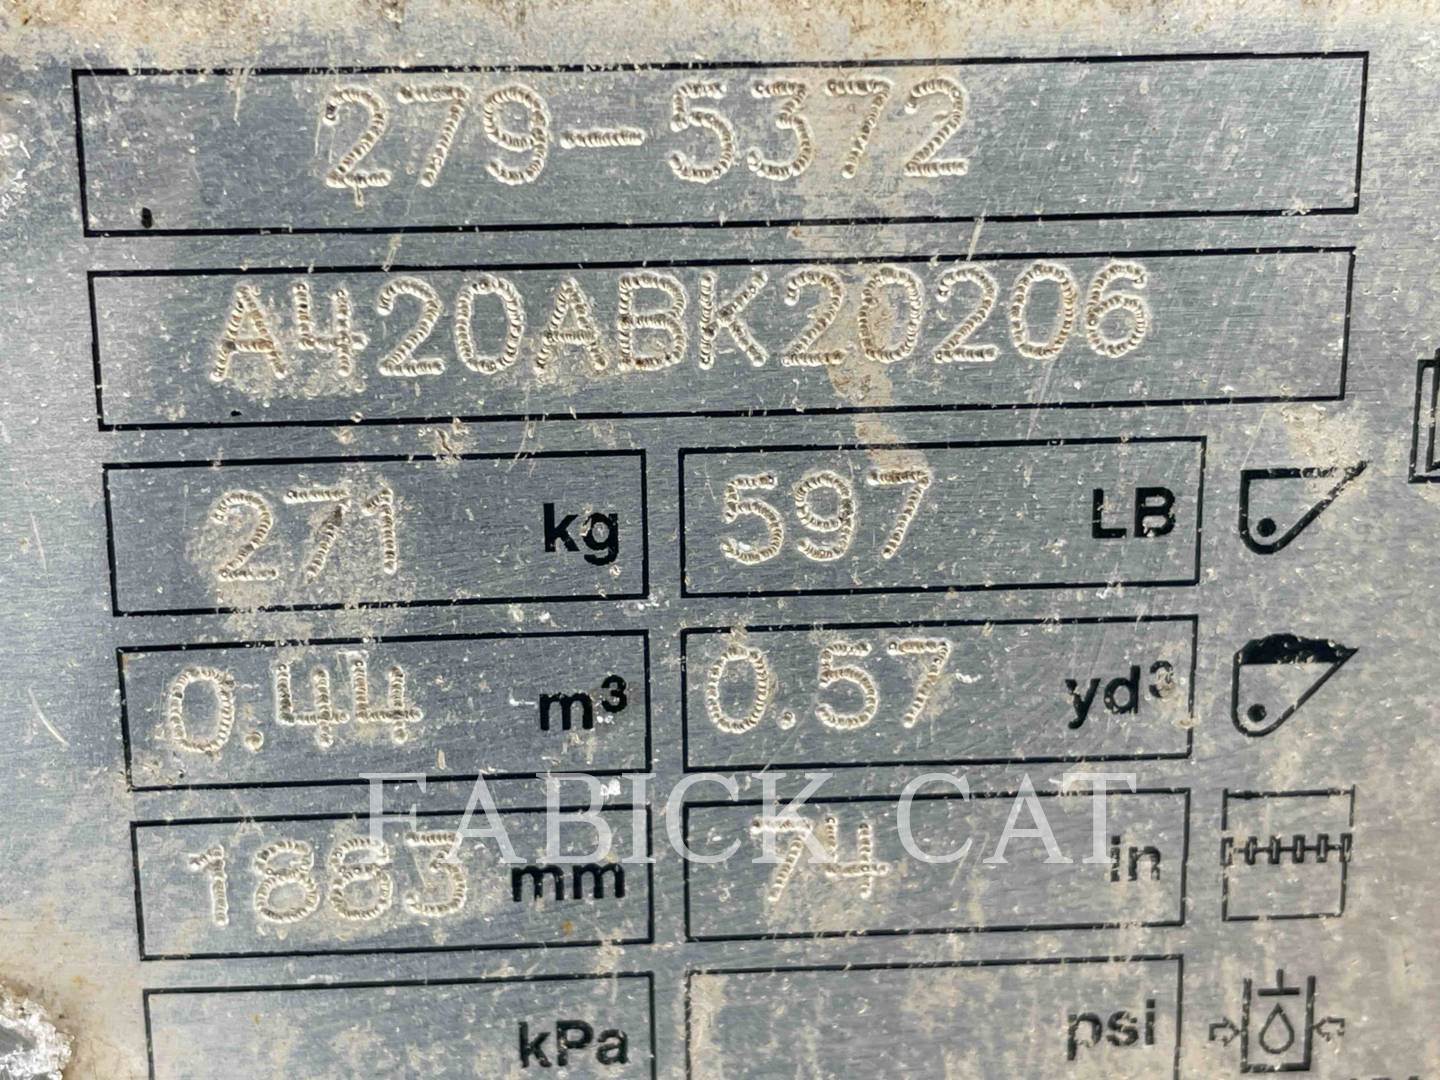 279-5372
A420ABK20206
271 kg 597 LB
0.44 m³ 0.57 yd³
FABICK CAT
1883 mm 74 in
kPa psi